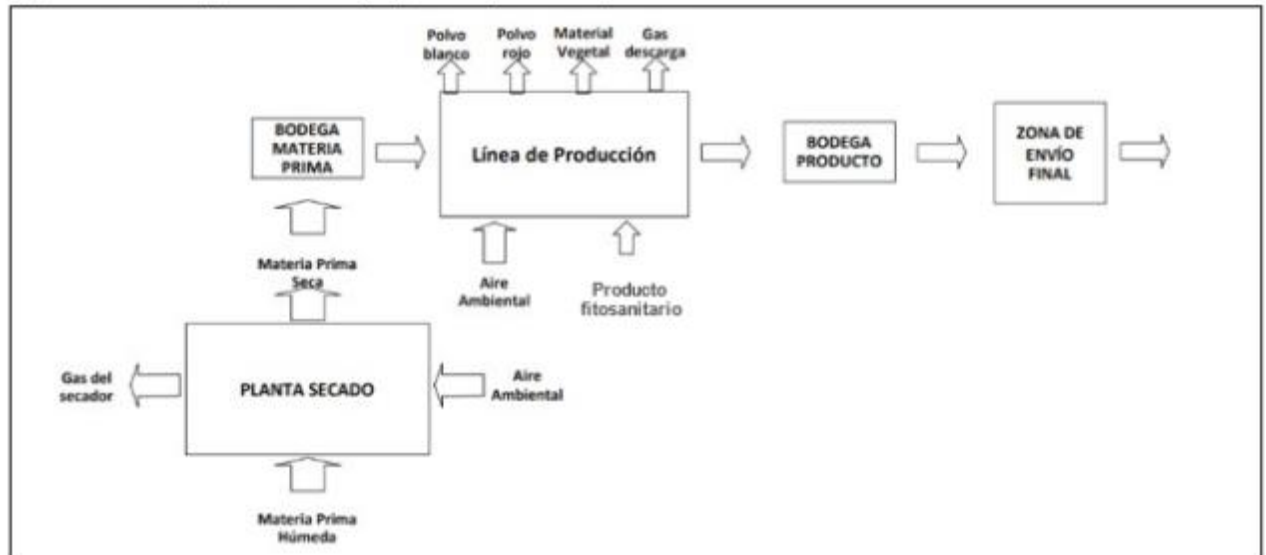 Polvo
blanco
Polvo
rojo
Material
Vegetal
Gas
descarga
BODEGA
MATERIA
PRIMA
Línea de Producción
BODEGA
PRODUCTO
ZONA DE
ENVÍO
FINAL
Materia Prima
Seca
Aire
Ambiental
Producto
fitosanitario
Gas del
secador
PLANTA SECADO
Aire
Ambiental
Materia Prima
Húmeda